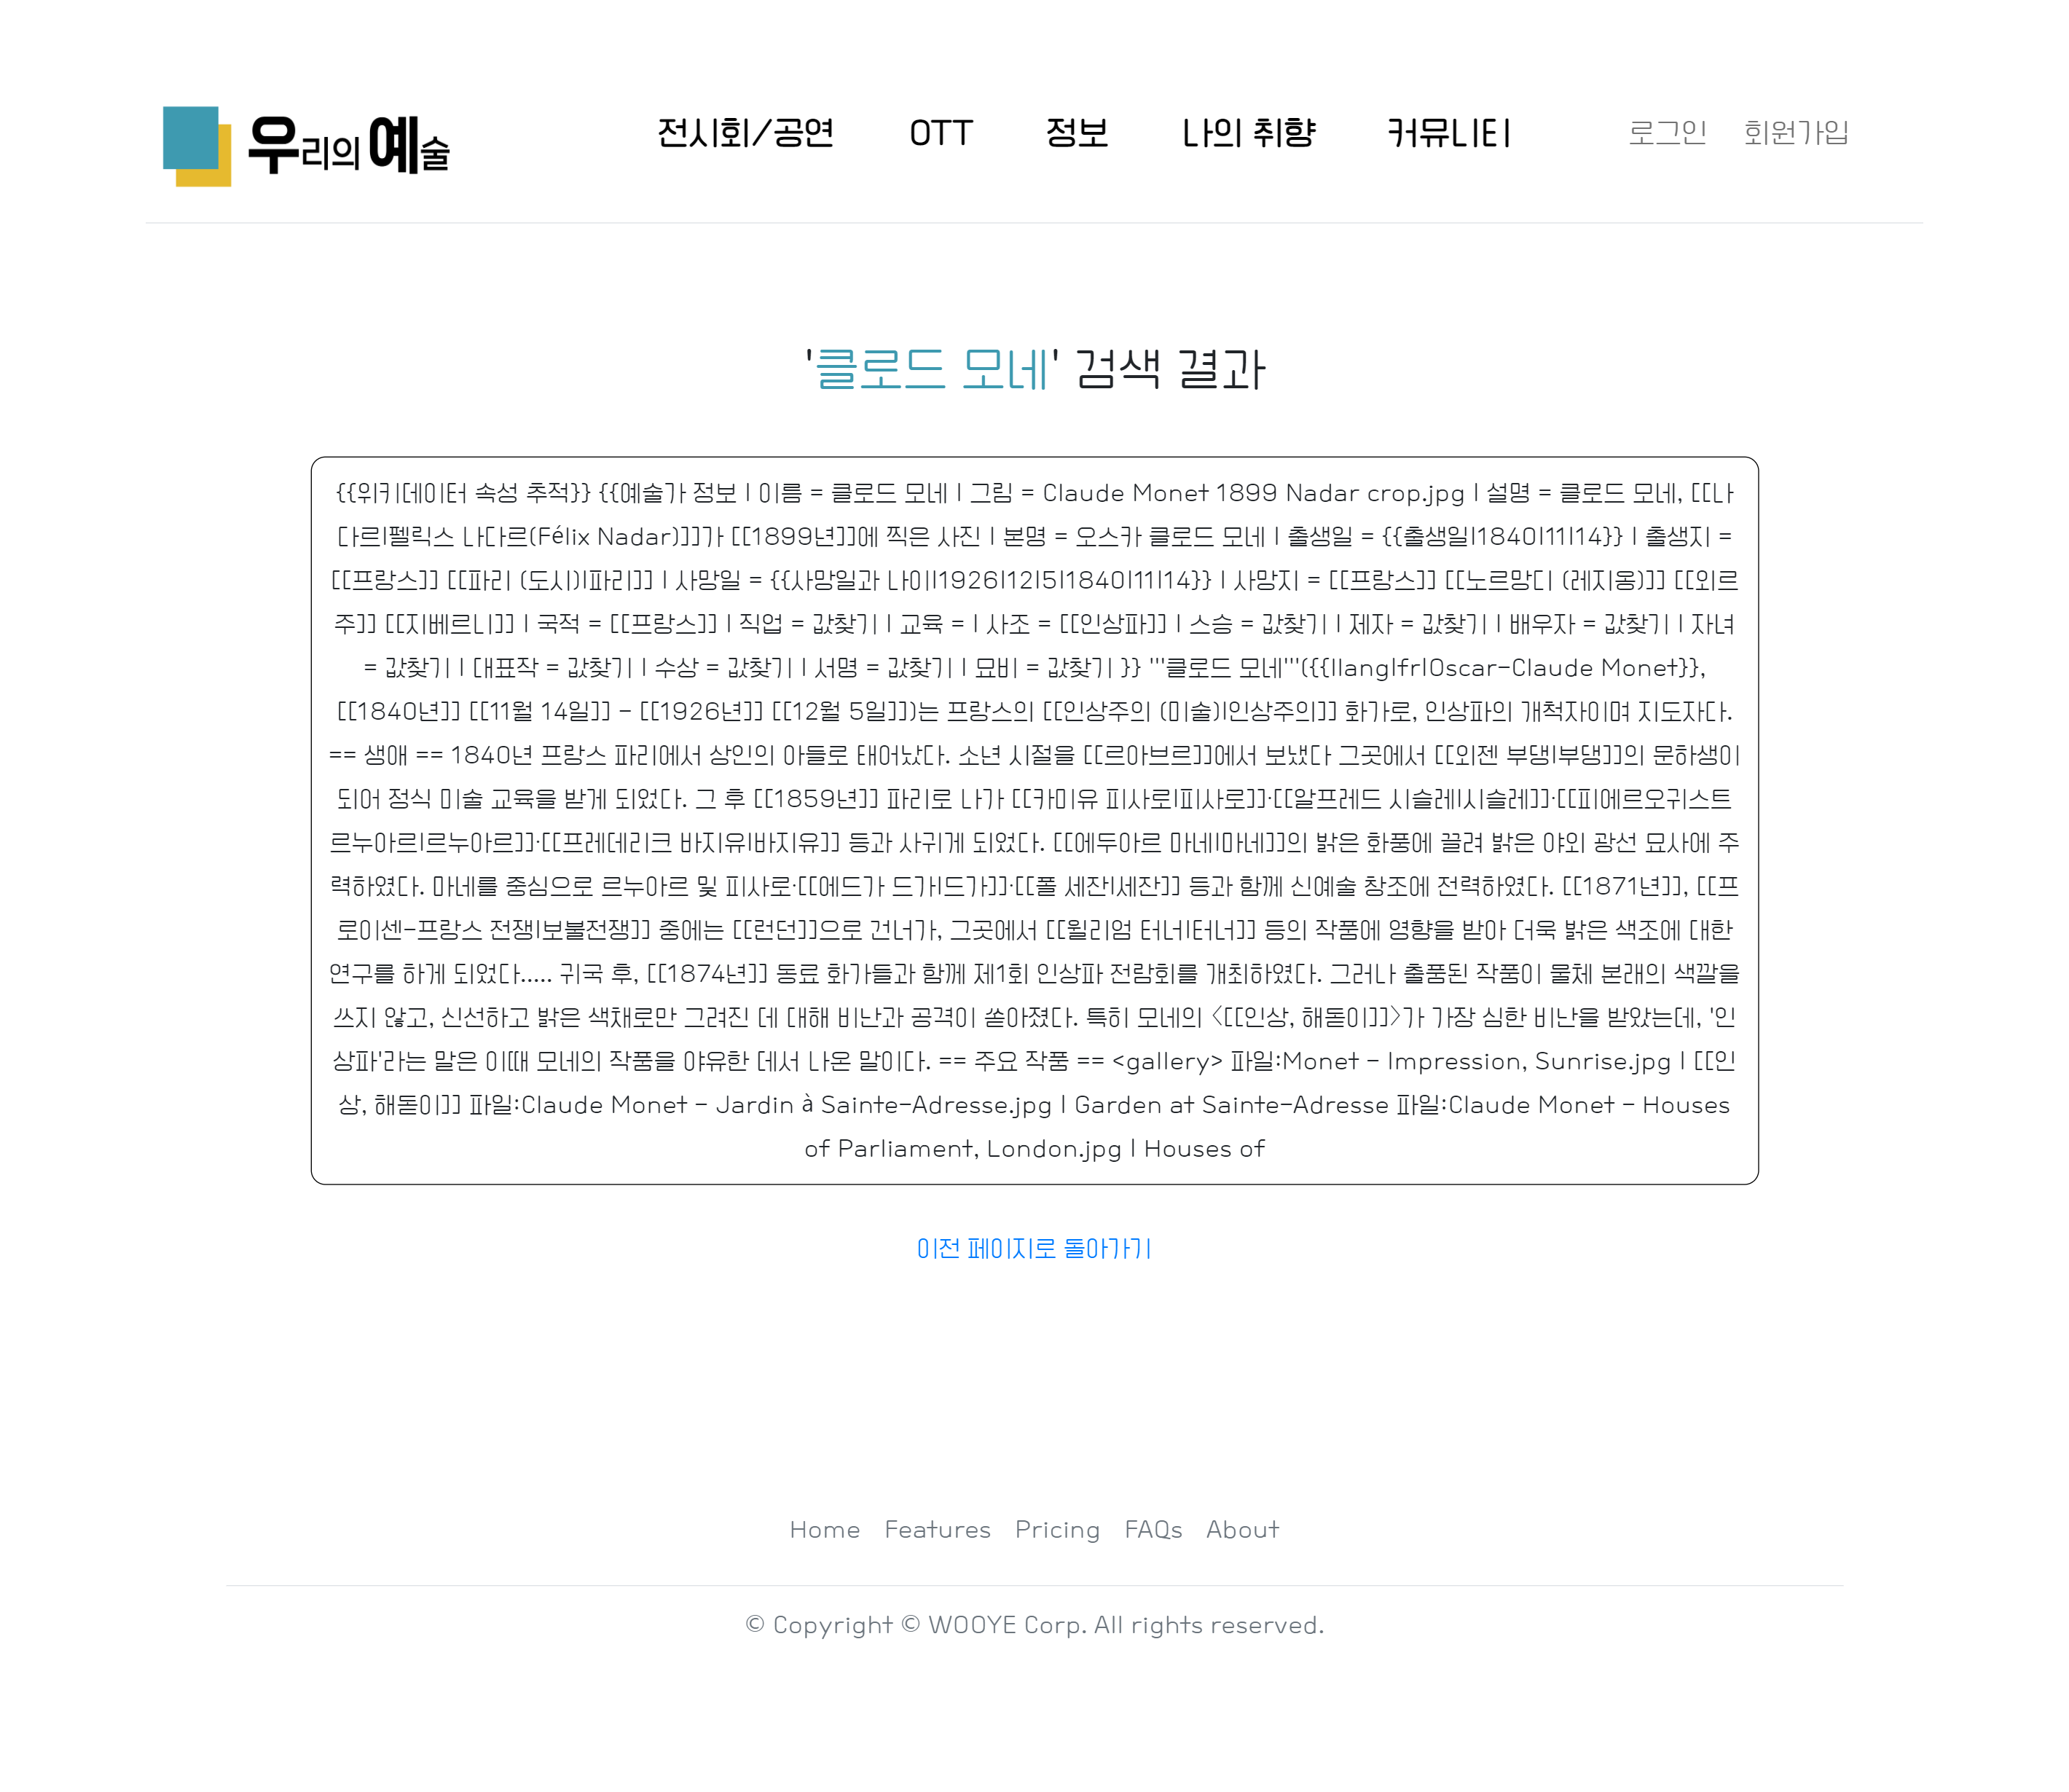 우리의 예술
전시회/공연 OTT 정보 나의 취향 커뮤니티 로그인 회원가입
'클로드 모네' 검색 결과
{{위키데이터 속성 추적}} {{예술가 정보 | 이름 = 클로드 모네 | 그림 = Claude Monet 1899 Nadar crop.jpg | 설명 = 클로드 모네, [[나
다르|펠릭스 나다르(Félix Nadar)]]가 [[1899년]]에 찍은 사진 | 본명 = 오스카 클로드 모네 | 출생일 = {{출생일|1840|11|14}} | 출생지 =
[[프랑스]] [[파리 (도시)|파리]] | 사망일 = {{사망일과 나이|1926|12|5|1840|11|14}} | 사망지 = [[프랑스]] [[노르망디 (레지옹)]] [[외르
주]] [[지베르니]] | 국적 = [[프랑스]] | 직업 = 값찾기 | 교육 = | 사조 = [[인상파]] | 스승 = 값찾기 | 제자 = 값찾기 | 배우자 = 값찾기 | 자녀
= 값찾기 | 대표작 = 값찾기 | 수상 = 값찾기 | 서명 = 값찾기 | 묘비 = 값찾기 }} '''클로드 모네'''({{llang|fr|Oscar-Claude Monet}},
[[1840년]] [[11월 14일]] - [[1926년]] [[12월 5일]])는 프랑스의 [[인상주의 (미술)|인상주의]] 화가로, 인상파의 개척자이며 지도자다.
== 생애 == 1840년 프랑스 파리에서 상인의 아들로 태어났다. 소년 시절을 [[르아브르]]에서 보냈다 그곳에서 [[외젠 부댕|부댕]]의 문하생이
되어 정식 미술 교육을 받게 되었다. 그 후 [[1859년]] 파리로 나가 [[카미유 피사로|피사로]]·[[알프레드 시슬레|시슬레]]·[[피에르오귀스트
르누아르|르누아르]]·[[프레데리크 바지유|바지유]] 등과 사귀게 되었다. [[에두아르 마네|마네]]의 밝은 화풍에 끌려 밝은 야외 광선 묘사에 주
력하였다. 마네를 중심으로 르누아르 및 피사로·[[에드가 드가|드가]]·[[폴 세잔|세잔]] 등과 함께 신예술 창조에 전력하였다. [[1871년]], [[프
로이센-프랑스 전쟁|보불전쟁]] 중에는 [[런던]]으로 건너가, 그곳에서 [[윌리엄 터너|터너]] 등의 작품에 영향을 받아 더욱 밝은 색조에 대한
연구를 하게 되었다..... 귀국 후, [[1874년]] 동료 화가들과 함께 제1회 인상파 전람회를 개최하였다. 그러나 출품된 작품이 물체 본래의 색깔을
쓰지 않고, 신선하고 밝은 색채로만 그려진 데 대해 비난과 공격이 쏟아졌다. 특히 모네의 〈[[인상, 해돋이]]〉가 가장 심한 비난을 받았는데, '인
상파'라는 말은 이때 모네의 작품을 야유한 데서 나온 말이다. == 주요 작품 == <gallery> 파일:Monet - Impression, Sunrise.jpg | [[인
상, 해돋이]] 파일:Claude Monet - Jardin à Sainte-Adresse.jpg | Garden at Sainte-Adresse 파일:Claude Monet - Houses
of Parliament, London.jpg | Houses of
이전 페이지로 돌아가기
Home Features Pricing FAQs About
© Copyright © WOOYE Corp. All rights reserved.